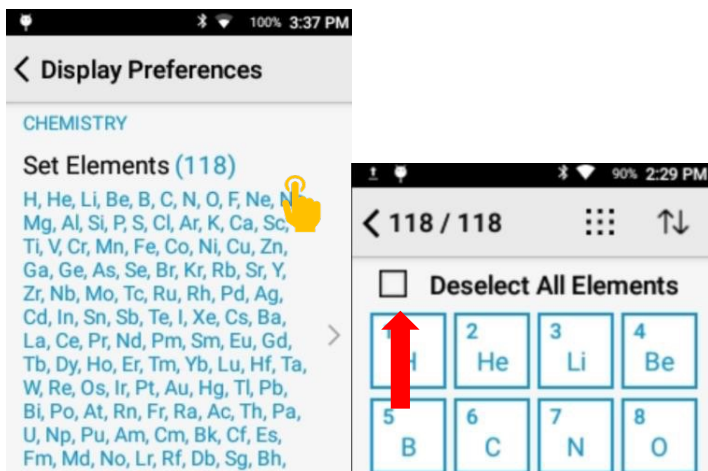 100% 3:37 PM
Display Preferences
CHEMISTRY
Set Elements (118)
H, He, Li, Be, B, C, N, O, F, Ne,
Mg, Al, Si, P, S, Cl, Ar, K, Ca, Sc,
Ti, V, Cr, Mn, Fe, Co, Ni, Cu, Zn,
Ga, Ge, As, Se, Br, Kr, Rb, Sr, Y,
Zr, Nb, Mo, Tc, Ru, Rh, Pd, Ag,
Cd, In, Sn, Sb, Te, I, Xe, Cs, Ba,
La, Ce, Pr, Nd, Pm, Sm, Eu, Gd,
Tb, Dy, Ho, Er, Tm, Yb, Lu, Hf, Ta,
W, Re, Os, Ir, Pt, Au, Hg, Tl, Pb,
Bi, Po, At, Rn, Fr, Ra, Ac, Th, Pa,
U, Np, Pu, Am, Cm, Bk, Cf, Es,
Fm, Md, No, Lr, Rf, Db, Sg, Bh,
90% 2:29 PM
118 / 118
Deselect All Elements
2 3 4
He Li Be
5 6 7 8
B C N O